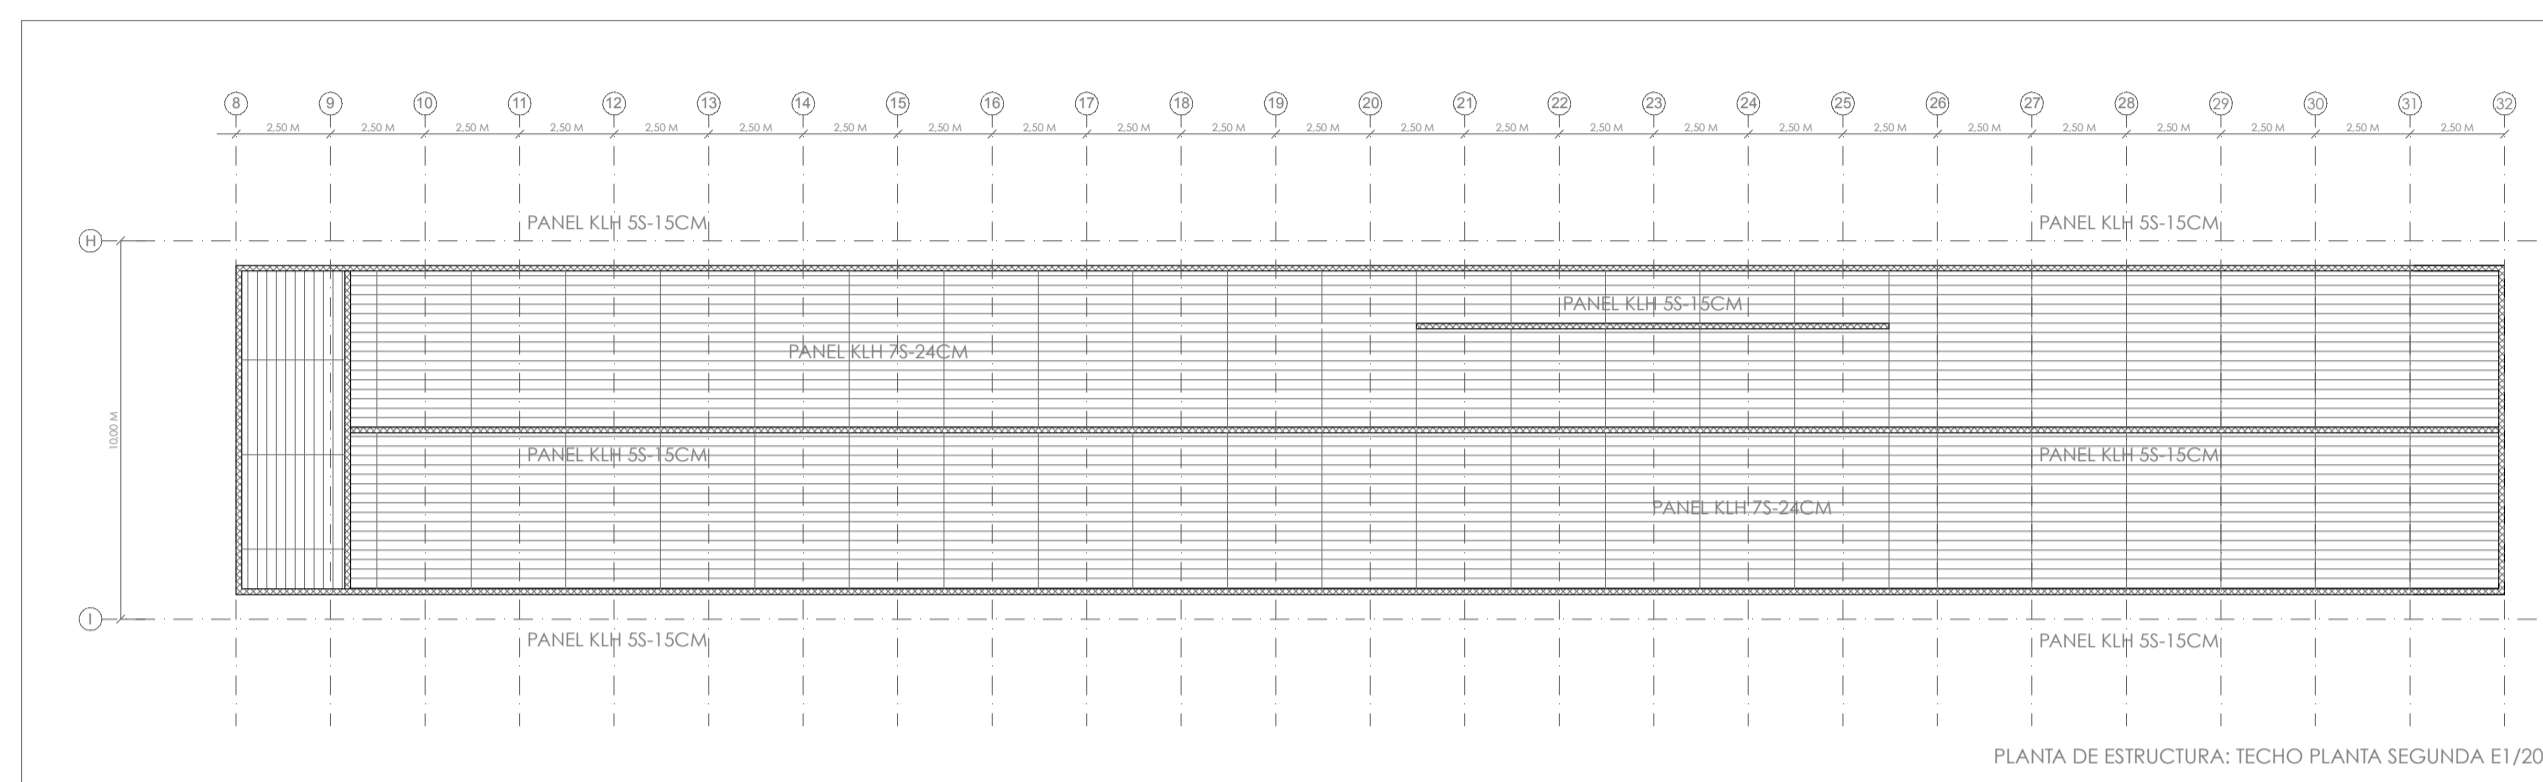 8 9 10 11 12 13 14 15 16 17 18 19 20 21 22 23 24 25 26 27 28 29 30 31 32
2,50 M 2,50 M 2,50 M 2,50 M 2,50 M 2,50 M 2,50 M 2,50 M 2,50 M 2,50 M 2,50 M 2,50 M 2,50 M 2,50 M 2,50 M 2,50 M 2,50 M 2,50 M 2,50 M 2,50 M 2,50 M 2,50 M 2,50 M 2,50 M
PANEL KLH 5S-15CM PANEL KLH 5S-15CM
H
PANEL KLH 5S-15CM
PANEL KLH 7S-24CM
10,00 M
PANEL KLH 5S-15CM PANEL KLH 5S-15CM
PANEL KLH 7S-24CM
I
PANEL KLH 5S-15CM PANEL KLH 5S-15CM
PLANTA DE ESTRUCTURA: TECHO PLANTA SEGUNDA E1/20